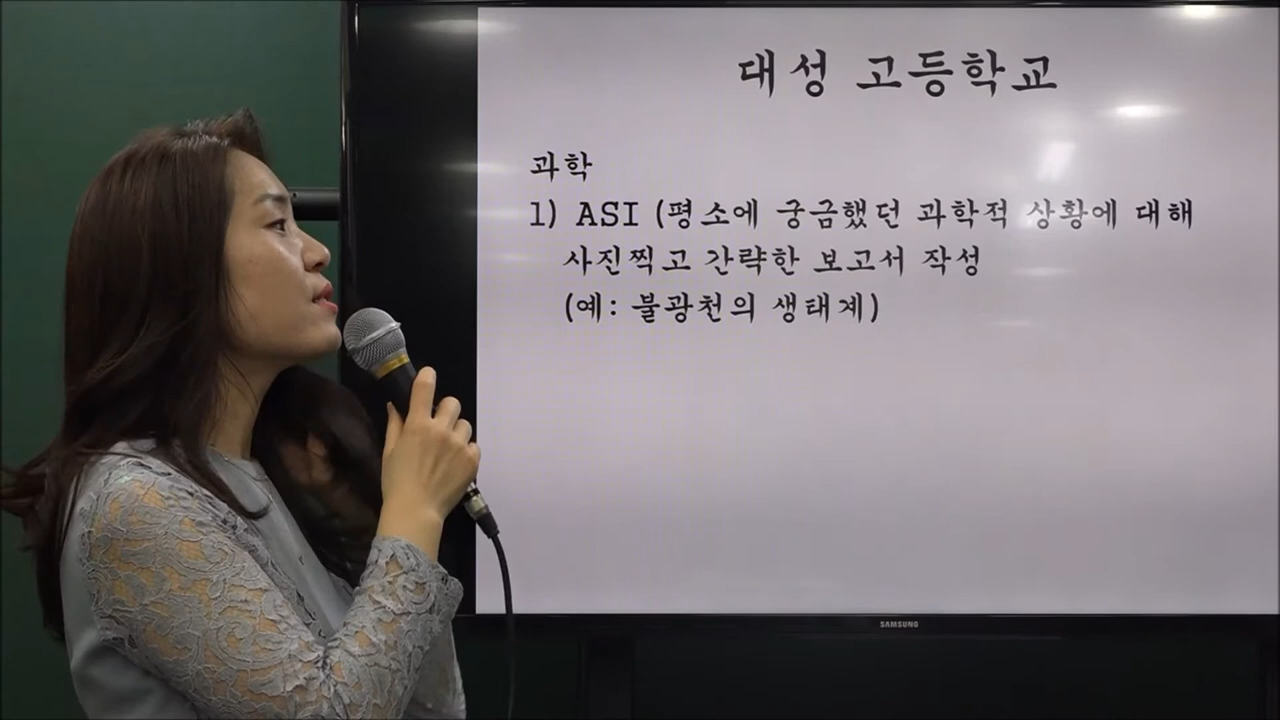 대성 고등학교
과학
1) ASI (평소에 궁금했던 과학적 상황에 대해
사진찍고 간략한 보고서 작성
(예: 불광천의 생태계)
SAMSUNG